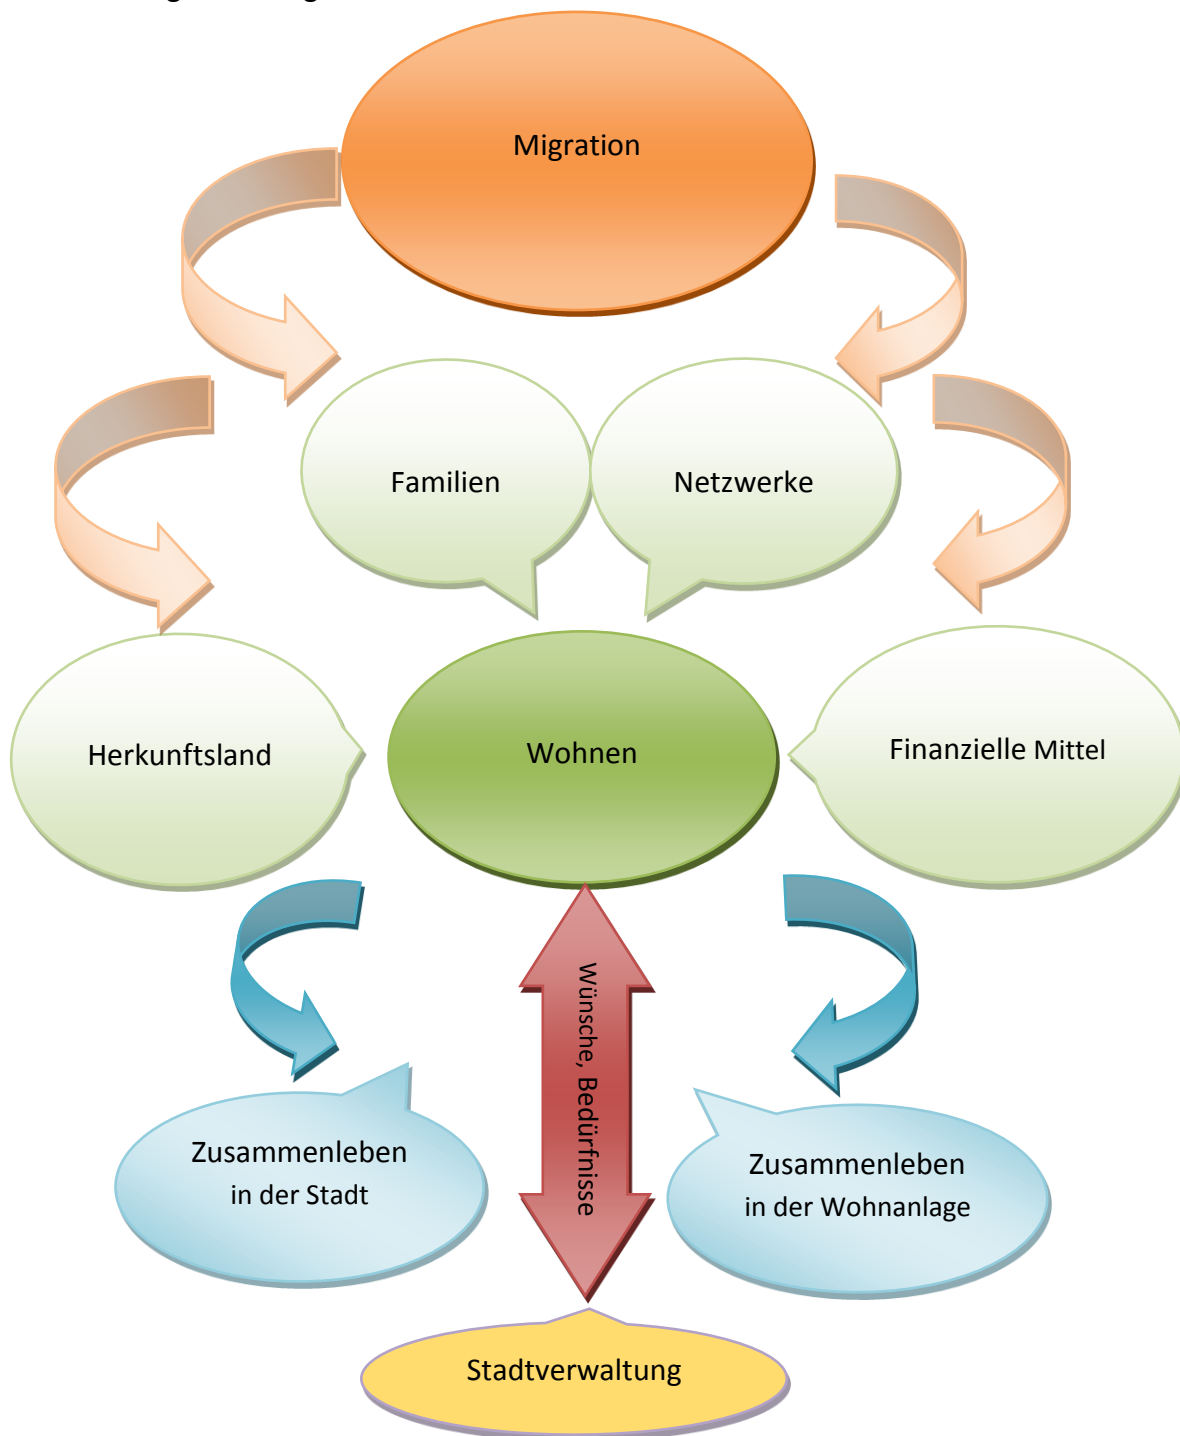 Migration
Familien
Netzwerke
Herkunftsland
Wohnen
Finanzielle Mittel
Wünsche, Bedürfnisse
Zusammenleben
in der Stadt
Zusammenleben
in der Wohnanlage
Stadtverwaltung